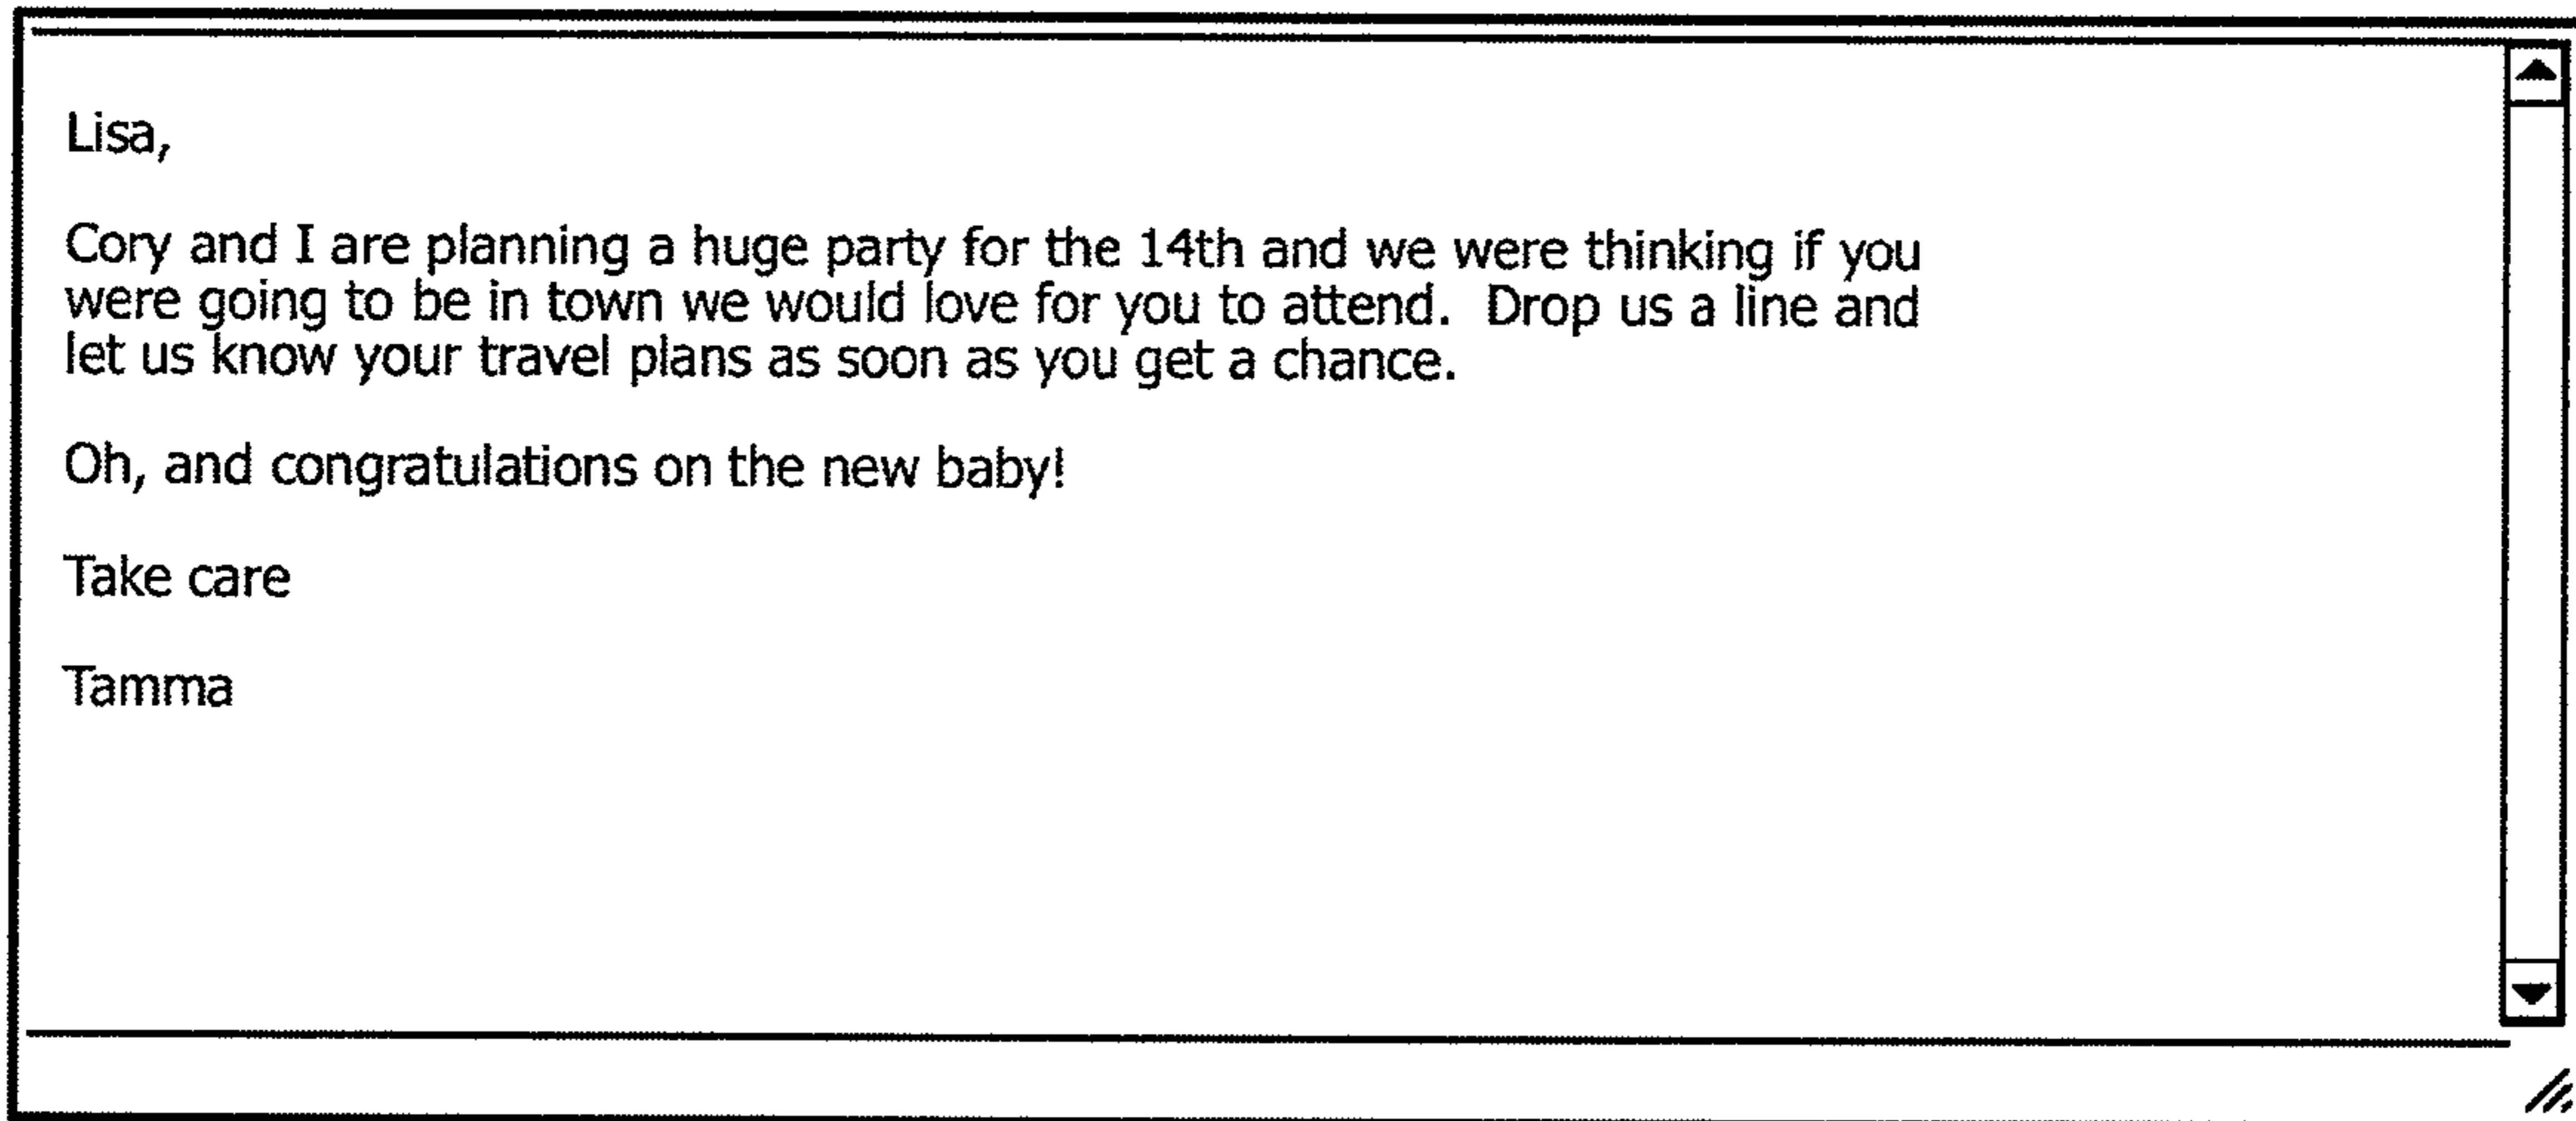 Lisa,
Cory and I are planning a huge party for the 14th and we were thinking if you
were going to be in town we would love for you to attend.  Drop us a line and
let us know your travel plans as soon as you get a chance.
Oh, and congratulations on the new baby!
Take care
Tamma